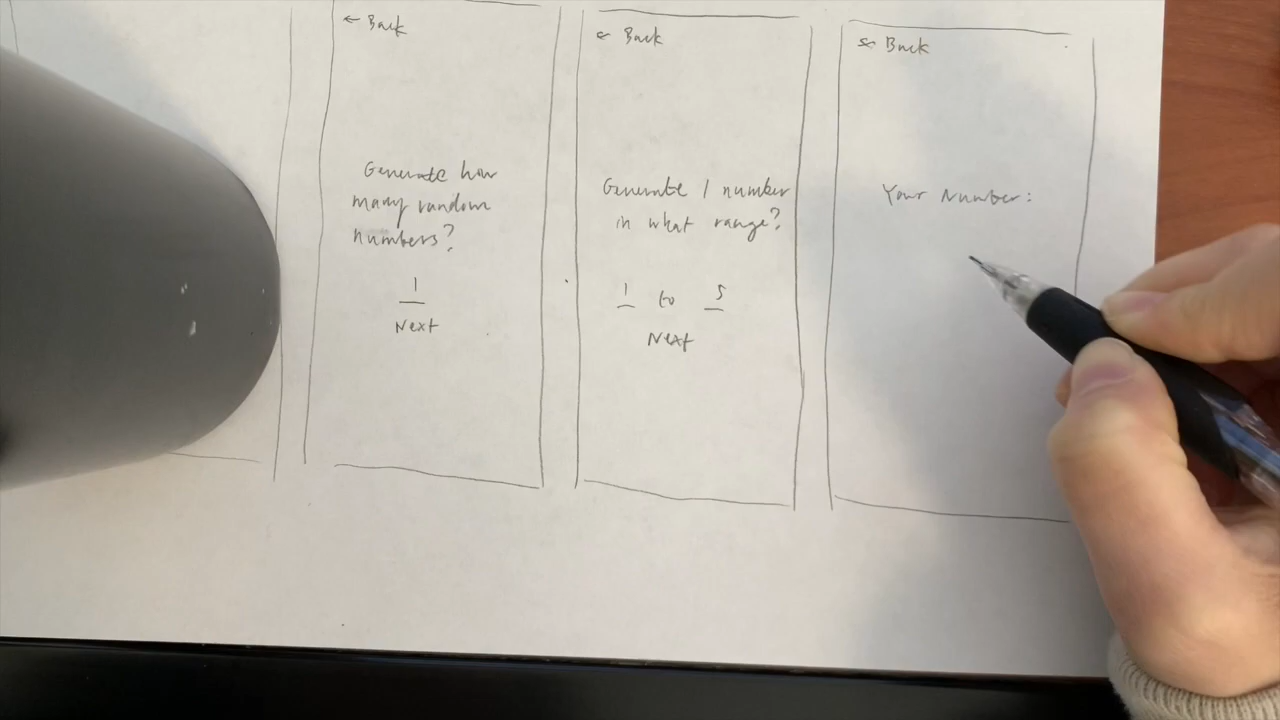 ← Back
Generate how
many random
numbers?
1
Next
← Back
Generate 1 number
in what range?
1 to 5
Next
← Back
Your Number: